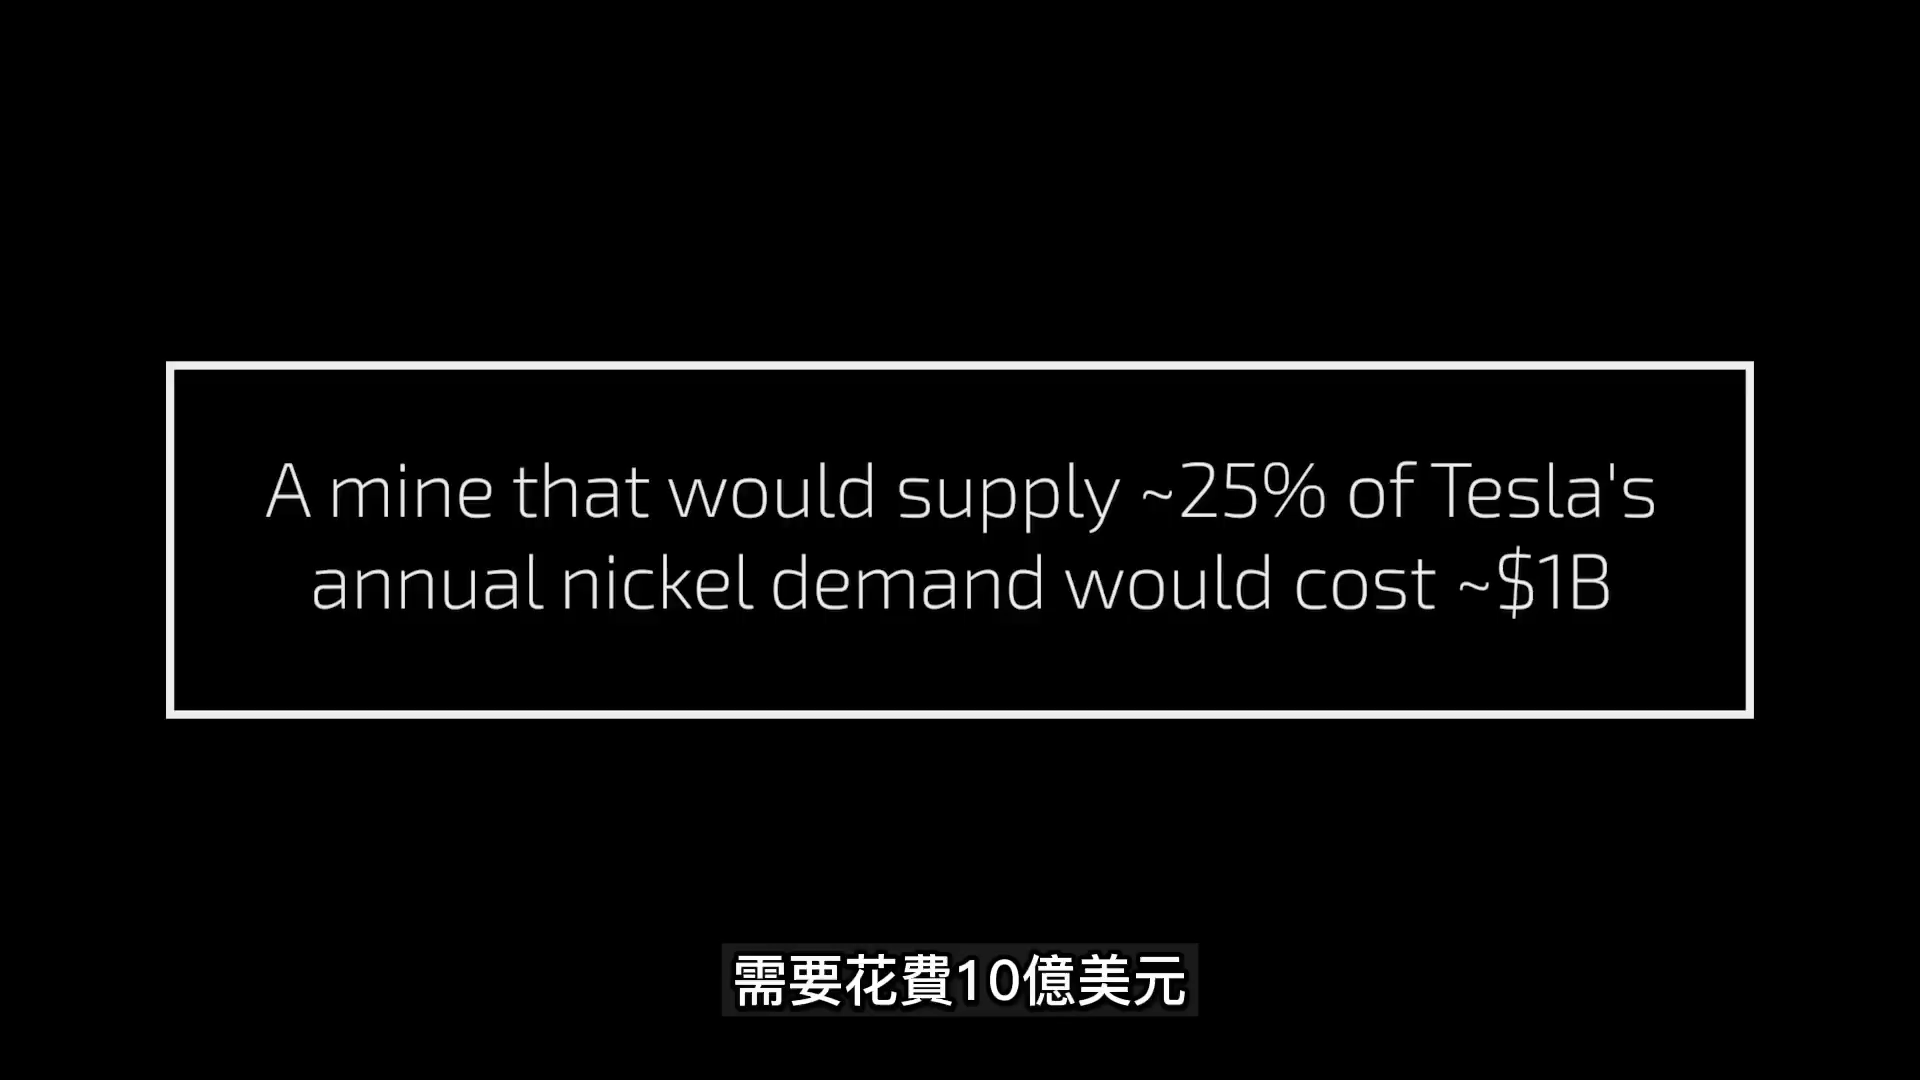 A mine that would supply ~25% of Tesla's
annual nickel demand would cost ~$1B
需要花費10億美元